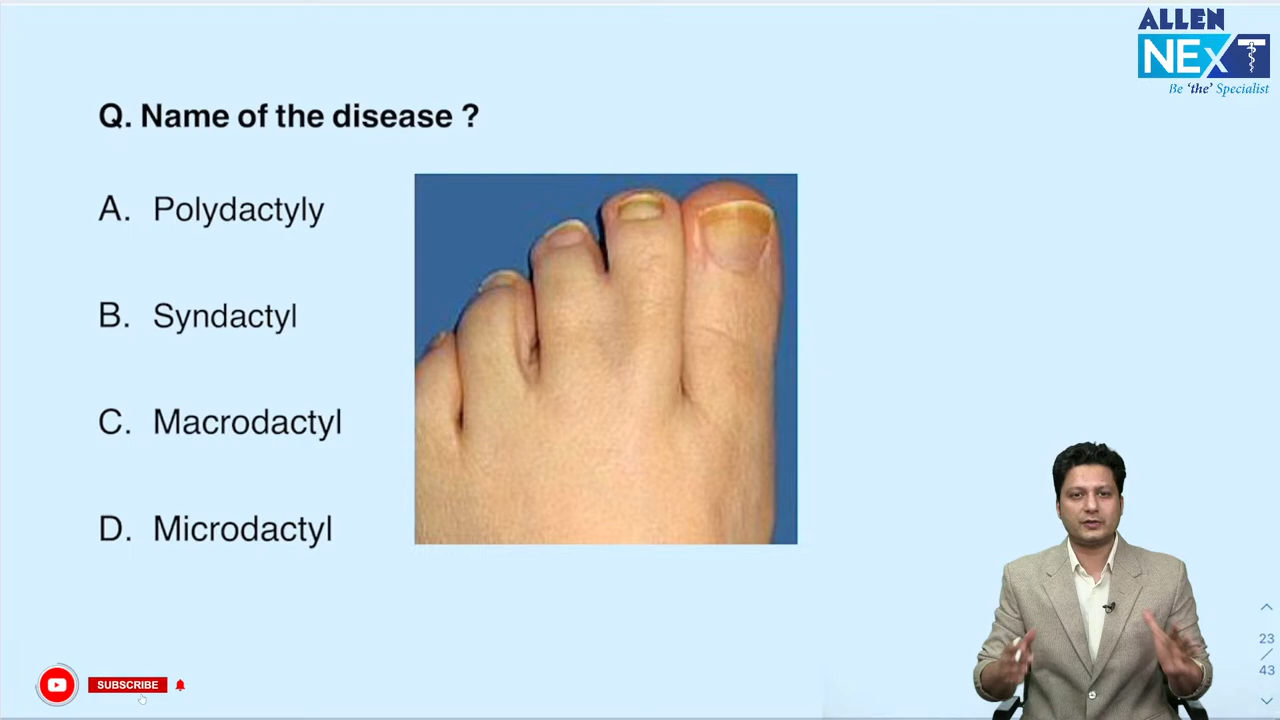 ALLEN
NEXT
Be 'the' Specialist
Q. Name of the disease ?
A. Polydactyly
B. Syndactyl
C. Macrodactyl
D. Microdactyl
23
/
43
SUBSCRIBE